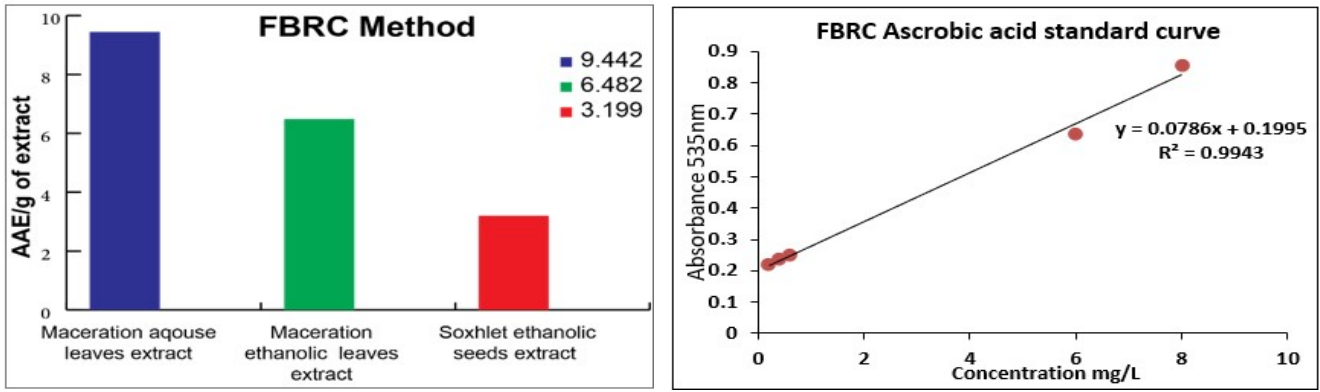 FBRC Method
9.442
6.482
3.199
AAE/g of extract
10
8
6
4
2
0
Maceration aqouse
leaves extract
Maceration
ethanolic leaves
extract
Soxhlet ethanolic
seeds extract
FBRC Ascrobic acid standard curve
Absorbance 535nm
0.9
0.8
0.7
0.6
0.5
0.4
0.3
0.2
0.1
0
y = 0.0786x + 0.1995
R² = 0.9943
0 2 4 6 8 10
Concentration mg/L